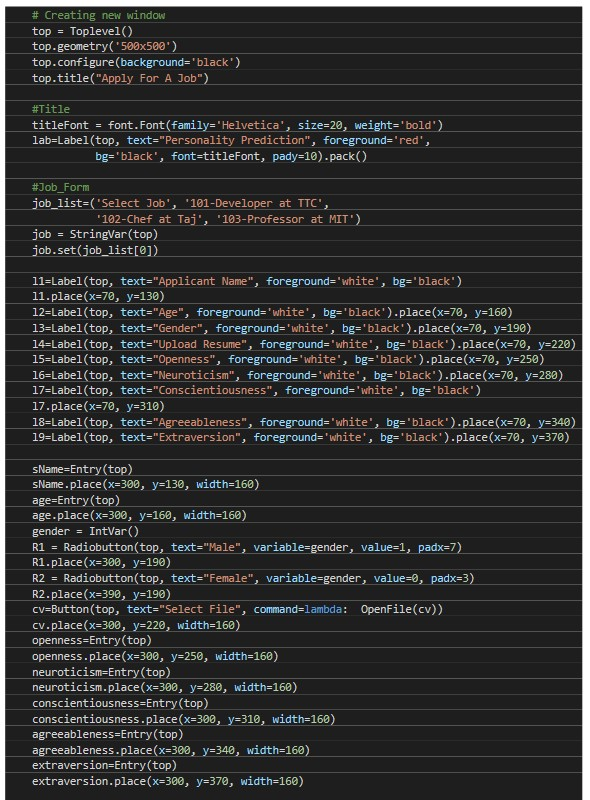 # Creating new window
top = Toplevel()
top.geometry('500x500')
top.configure(background='black')
top.title("Apply For A Job")
#Title
titleFont = font.Font(family='Helvetica', size=20, weight='bold')
lab=Label(top, text="Personality Prediction", foreground='red',
bg='black', font=titleFont, pady=10).pack()
#Job_Form
job_list=('Select Job', '101-Developer at TTC',
'102-Chef at Taj', '103-Professor at MIT')
job = StringVar(top)
job.set(job_list[0])
l1=Label(top, text="Applicant Name", foreground='white', bg='black')
l1.place(x=70, y=130)
l2=Label(top, text="Age", foreground='white', bg='black').place(x=70, y=160)
l3=Label(top, text="Gender", foreground='white', bg='black').place(x=70, y=190)
l4=Label(top, text="Upload Resume", foreground='white', bg='black').place(x=70, y=220)
l5=Label(top, text="Openness", foreground='white', bg='black').place(x=70, y=250)
l6=Label(top, text="Neuroticism", foreground='white', bg='black').place(x=70, y=280)
l7=Label(top, text="Conscientiousness", foreground='white', bg='black')
l7.place(x=70, y=310)
l8=Label(top, text="Agreeableness", foreground='white', bg='black').place(x=70, y=340)
l9=Label(top, text="Extraversion", foreground='white', bg='black').place(x=70, y=370)
sName=Entry(top)
sName.place(x=300, y=130, width=160)
age=Entry(top)
age.place(x=300, y=160, width=160)
gender = IntVar()
R1 = Radiobutton(top, text="Male", variable=gender, value=1, padx=7)
R1.place(x=300, y=190)
R2 = Radiobutton(top, text="Female", variable=gender, value=0, padx=3)
R2.place(x=390, y=190)
cv=Button(top, text="Select File", command=lambda:  OpenFile(cv))
cv.place(x=300, y=220, width=160)
openness=Entry(top)
openness.place(x=300, y=250, width=160)
neuroticism=Entry(top)
neuroticism.place(x=300, y=280, width=160)
conscientiousness=Entry(top)
conscientiousness.place(x=300, y=310, width=160)
agreeableness=Entry(top)
agreeableness.place(x=300, y=340, width=160)
extraversion=Entry(top)
extraversion.place(x=300, y=370, width=160)